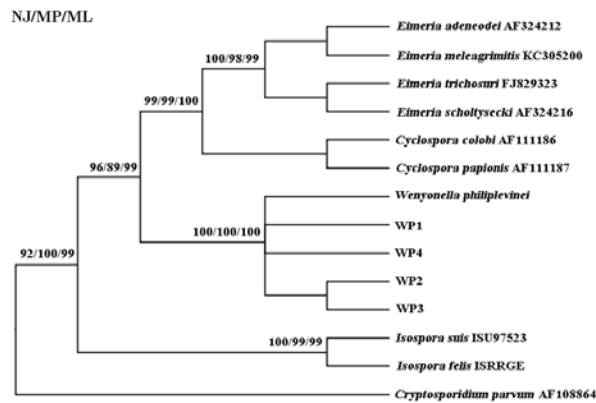 NJ/MP/ML
Eimeria adeneodei AF324212
Eimeria meleagrimitis KC305200
100/98/99
Eimeria trichosuri FJ829323
99/99/100
Eimeria scholtysecki AF324216
Cyclospora colobi AF111186
96/89/99
Cyclospora papionis AF111187
Wenyonella philiplevinei
WP1
100/100/100
92/100/99
WP4
WP2
WP3
Isospora suis ISU97523
100/99/99
Isospora felis ISRRGE
Cryptosporidium parvum AF108864